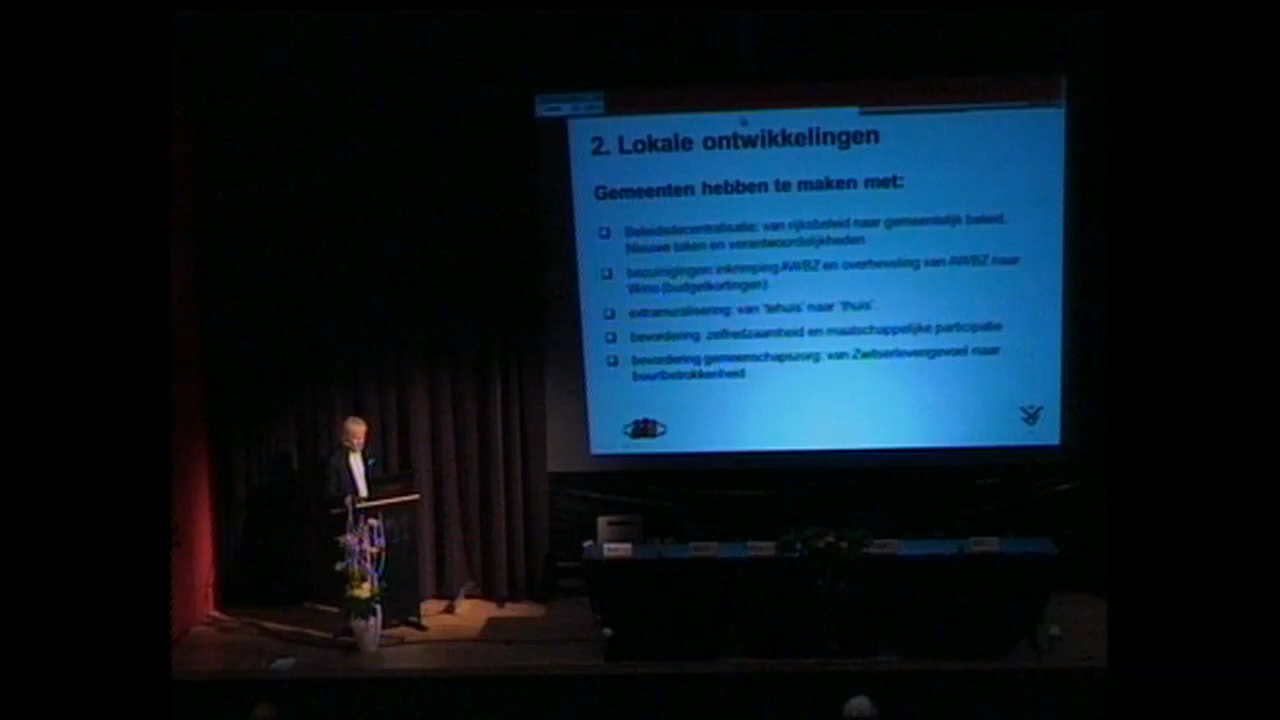 2. Lokale ontwikkelingen
Gemeenten hebben te maken met:
Beleidsdecentralisatie: van rijksbeleid naar gemeentelijk beleid.
Nieuwe taken en verantwoordelijkheden
bezuinigingen: inkrimping AWBZ en overheveling van AWBZ naar
Wmo (budgetkortingen)
extramuralisering: van 'tehuis' naar 'thuis'.
bevordering zelfredzaamheid en maatschappelijke participatie
bevordering gemeenschapszorg: van Zwitserlevengevoel naar
buurtbetrokkenheid